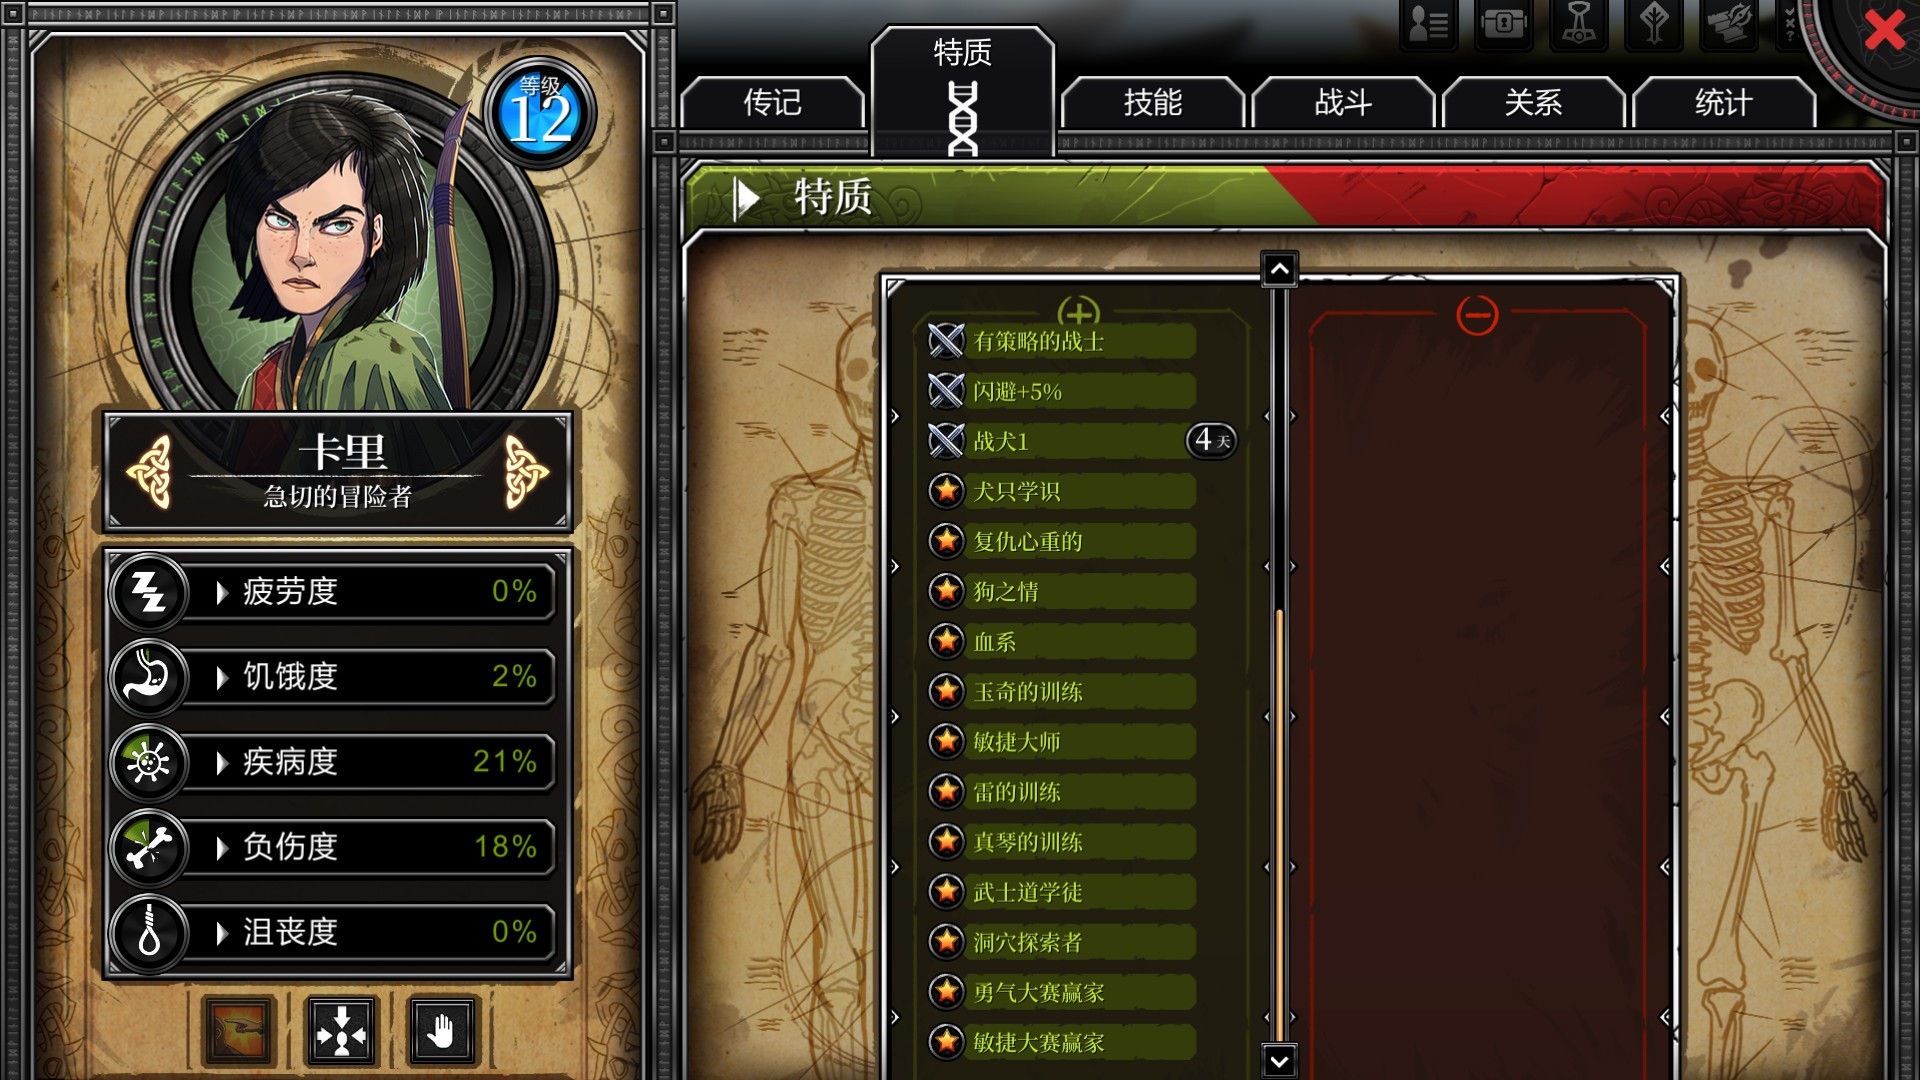 等级
12
卡里
急切的冒险者
疲劳度 0%
饥饿度 2%
疾病度 21%
负伤度 18%
沮丧度 0%
传记
特质
技能
战斗
关系
统计
特质
有策略的战士
闪避+5%
战犬1 4天
犬只学识
复仇心重的
狗之情
血系
玉奇的训练
敏捷大师
雷的训练
真琴的训练
武士道学徒
洞穴探索者
勇气大赛赢家
敏捷大赛赢家